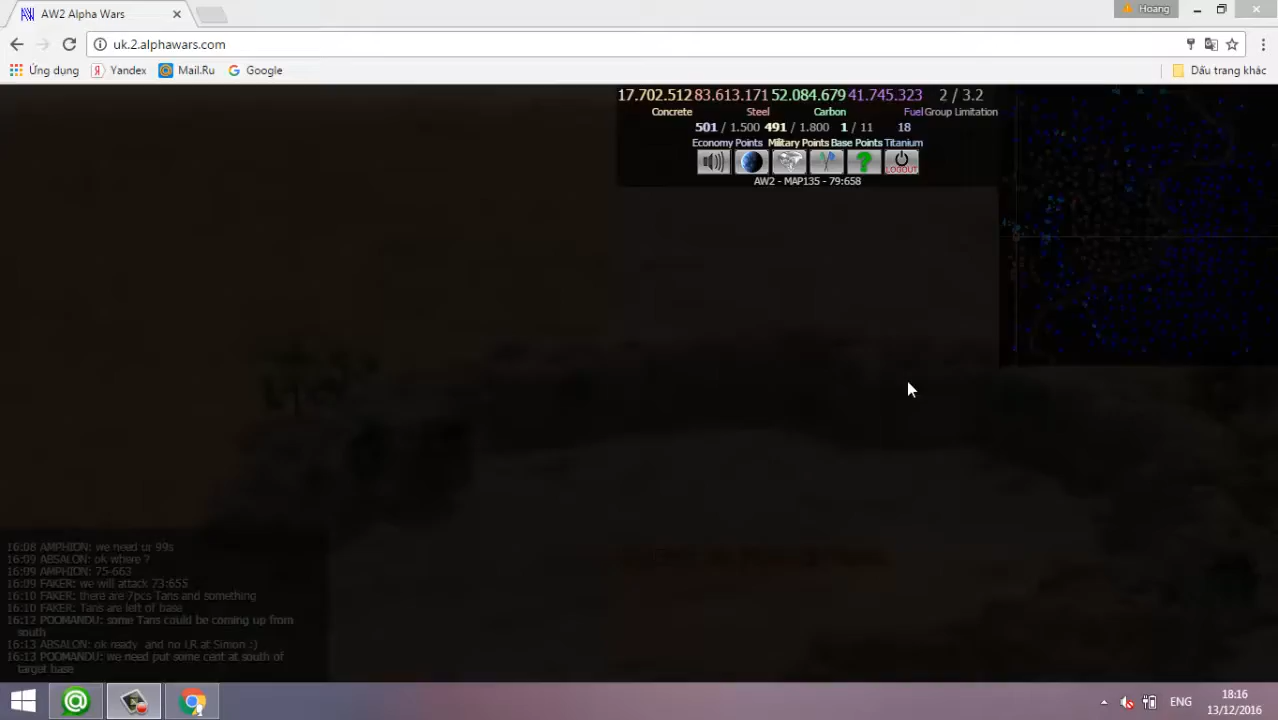 AW2 Alpha Wars
Hoang
uk.2.alphawars.com
Ứng dụng
Yandex
Mail.Ru
Google
Dấu trang khác
17.702.512 83.613.171 52.084.679 41.745.323 2 / 3.2
Concrete Steel Carbon Fuel Group Limitation
501 / 1.500 491 / 1.800 1 / 11 18
Economy Points Military Points Base Points Titanium
LOGOUT
AW2 - MAP135 - 79:658
16:08 AMPHION: we need ur 99s
16:09 ABSALON: ok where ?
16:09 AMPHION: 75-663
16:09 FAKER: we will attack 73:655
16:10 FAKER: there are 7pcs Tans and something
16:10 FAKER: Tans are left of base
16:12 POOMANDU: some Tans could be coming up from
south
16:13 ABSALON: ok ready and no I.R at Simon :)
16:13 POOMANDU: we need put some cent at south of
target base
ENG
18:16
13/12/2016